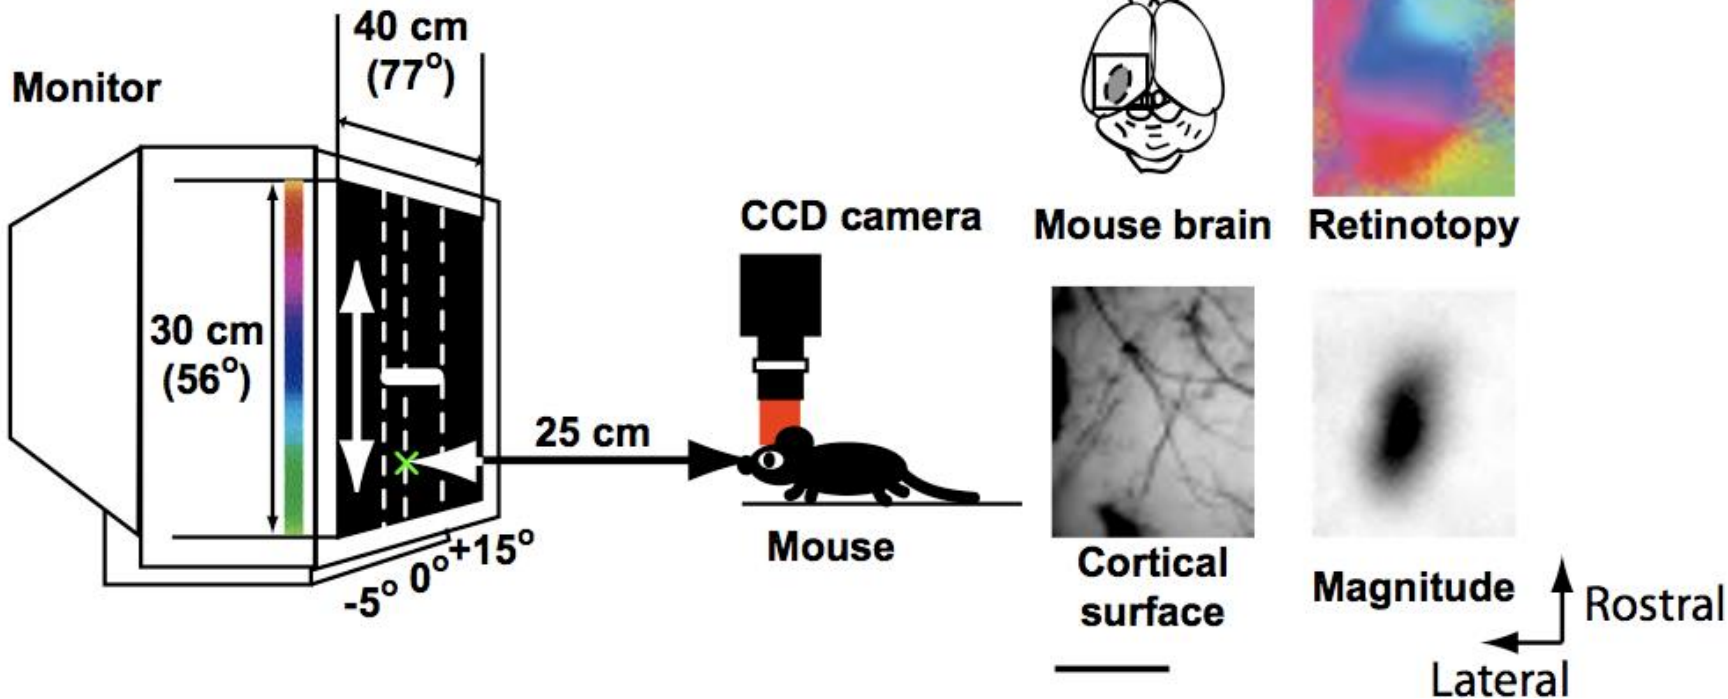 40 cm
(77°)
Monitor
30 cm
(56°)
-5° 0° +15°
25 cm
CCD camera
Mouse
Mouse brain
Retinotopy
Cortical
surface
Magnitude
Rostral
Lateral